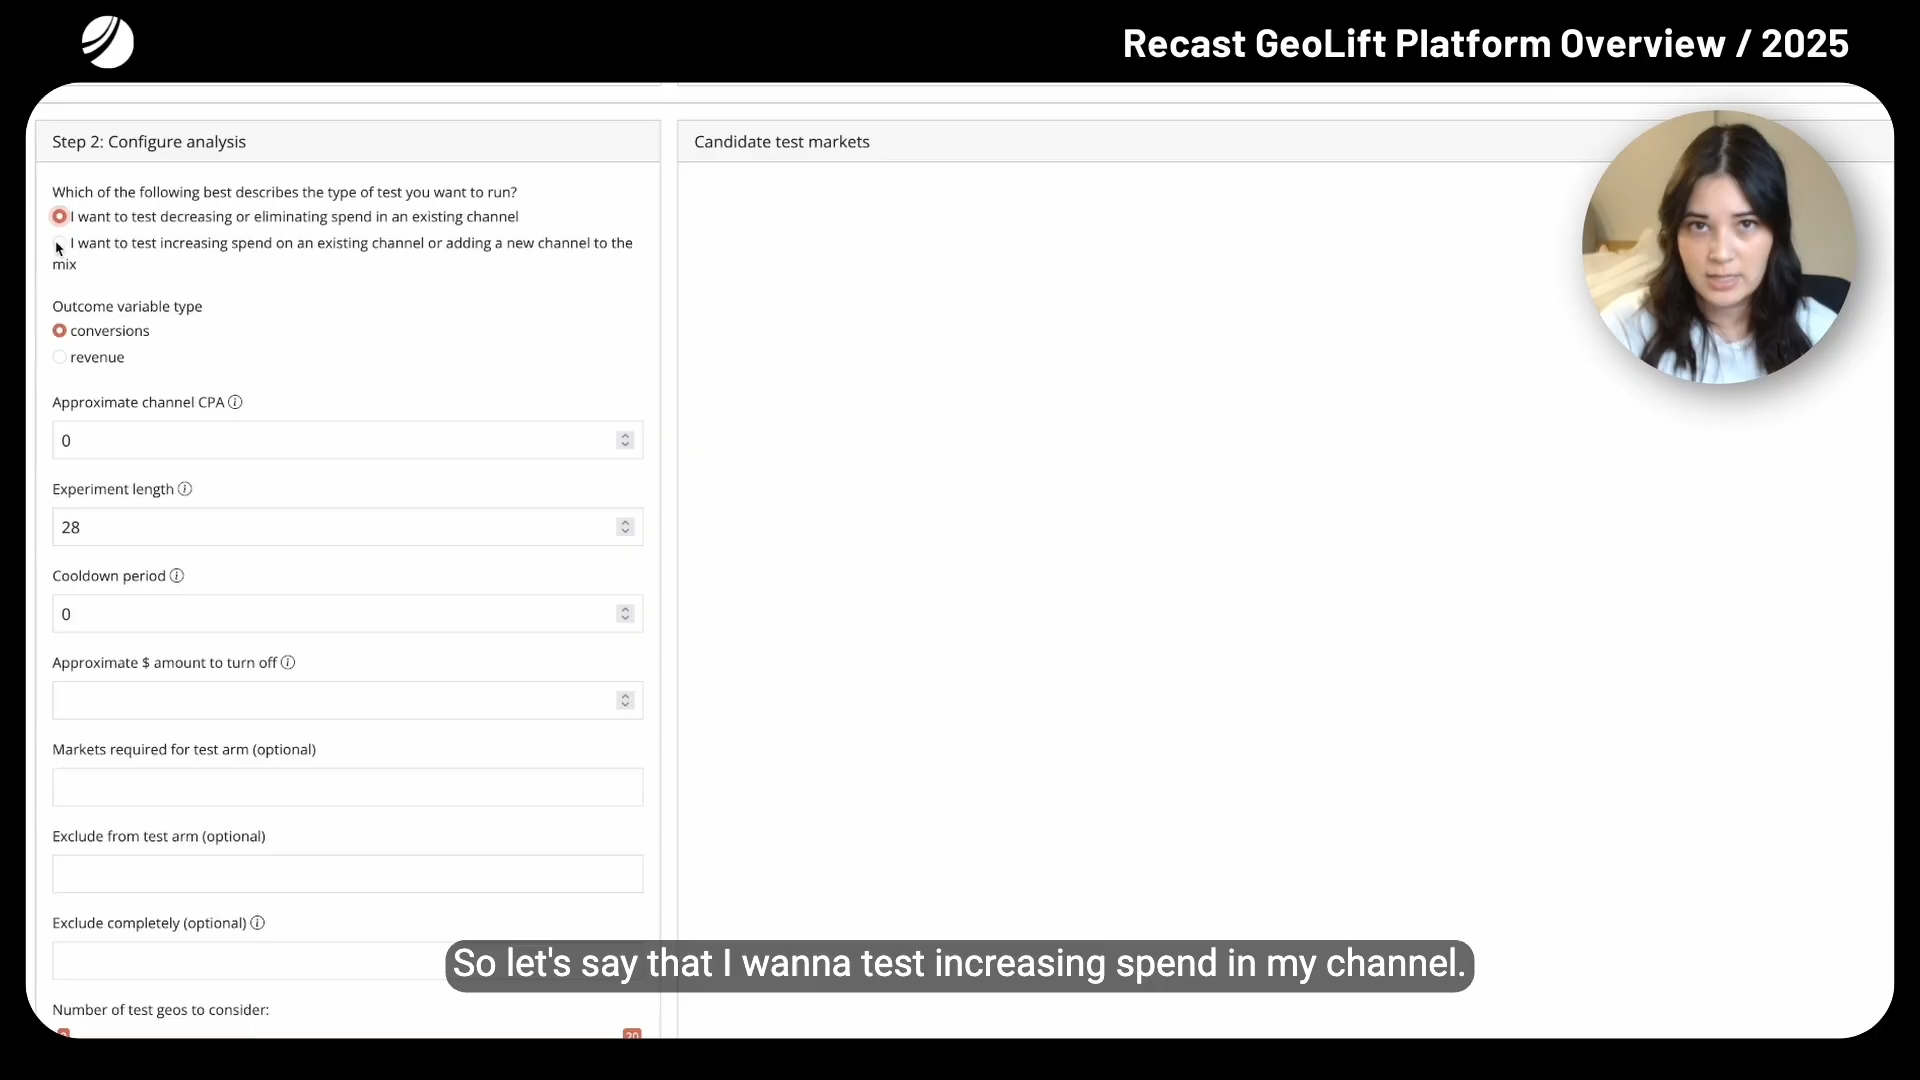 Recast GeoLift Platform Overview / 2025
Step 2: Configure analysis
Candidate test markets
Which of the following best describes the type of test you want to run?
I want to test decreasing or eliminating spend in an existing channel
I want to test increasing spend on an existing channel or adding a new channel to the
mix
Outcome variable type
conversions
revenue
Approximate channel CPA
0
Experiment length
28
Cooldown period
0
Approximate $ amount to turn off
Markets required for test arm (optional)
Exclude from test arm (optional)
Exclude completely (optional)
So let's say that I wanna test increasing spend in my channel.
Number of test geos to consider:
20